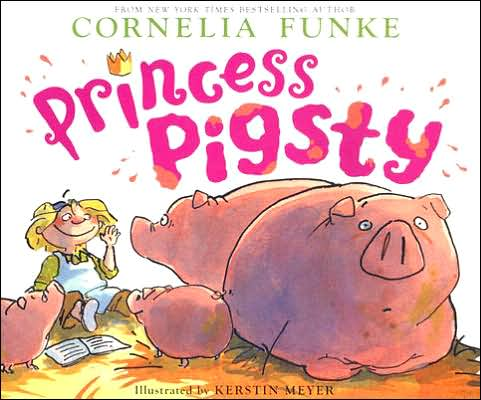 FROM NEW YORK TIMES BESTSELLING AUTHOR
CORNELIA FUNKE
Princess
Pigsty
Illustrated by KERSTIN MEYER